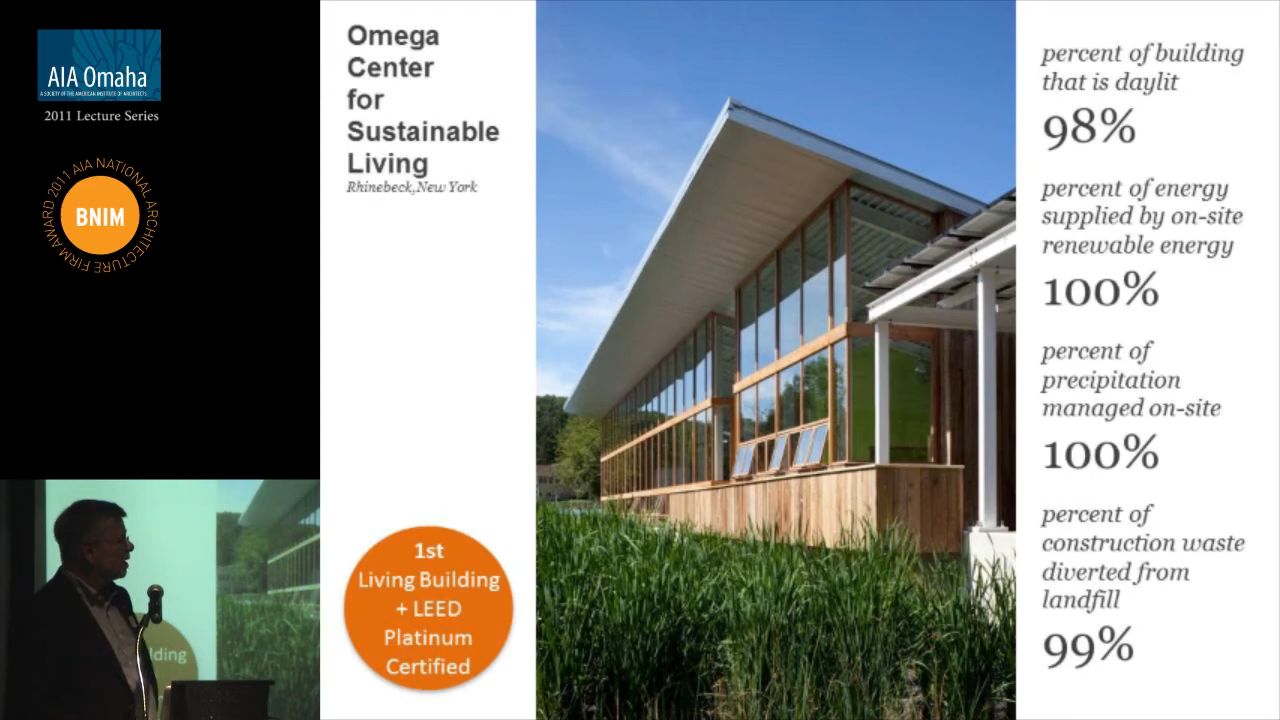 AIA Omaha
A SOCIETY OF THE AMERICAN INSTITUTE OF ARCHITECTS
2011 Lecture Series
2011 AIA NATIONAL ARCHITECTURE FIRM AWARD
BNIM
Omega
Center
for
Sustainable
Living
Rhinebeck,New York
1st
Living Building
+ LEED
Platinum
Certified
percent of building
that is daylit
98%
percent of energy
supplied by on-site
renewable energy
100%
percent of
precipitation
managed on-site
100%
percent of
construction waste
diverted from
landfill
99%
lding